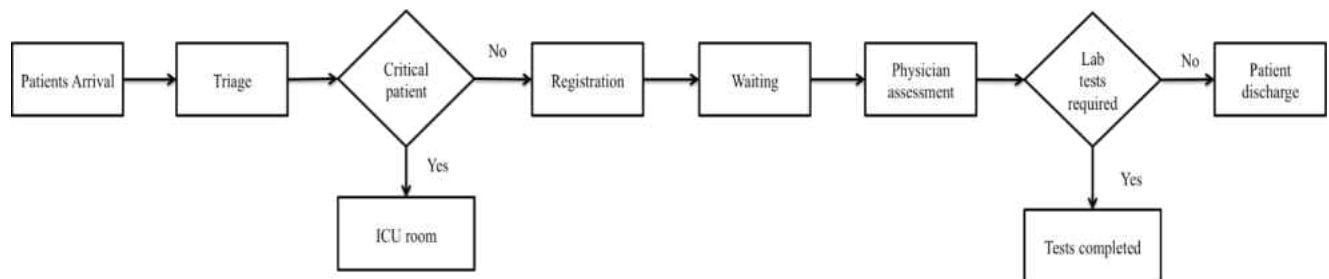 Patients Arrival
Triage
Critical
patient
No
Yes
ICU room
Registration
Waiting
Physician
assessment
Lab
tests
required
No
Yes
Tests completed
Patient
discharge